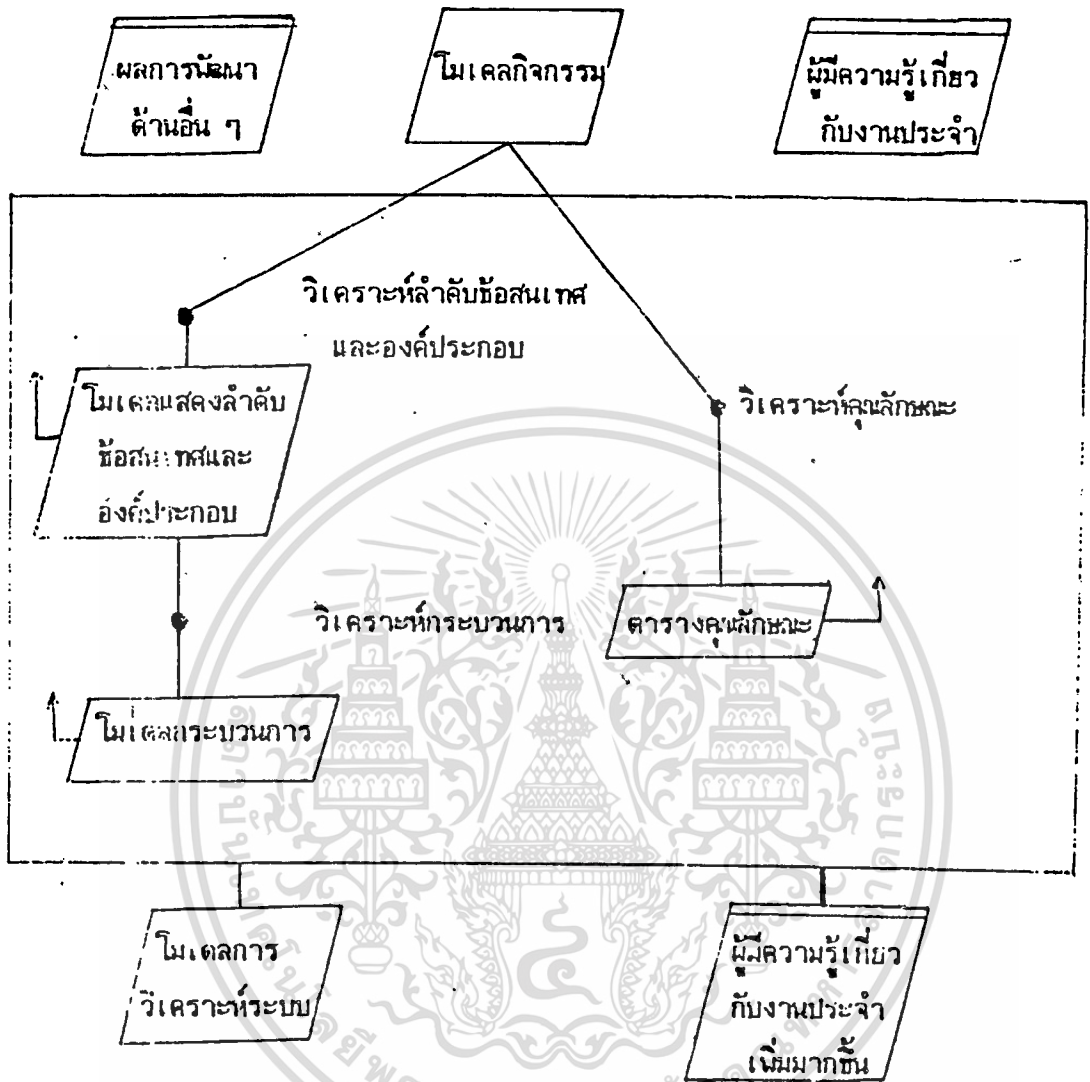 ผลการพัฒนา
ด้านอื่น ๆ
โมเดลกิจกรรม
ผู้มีความรู้เกี่ยว
กับงานประจำ
วิเคราะห์ลำดับข้อสนเทศ
และองค์ประกอบ
โมเดลแสดงลำดับ
ข้อสนเทศและ
องค์ประกอบ
วิเคราะห์คุณลักษณะ
วิเคราะห์กระบวนการ
ตารางคุณลักษณะ
โมเดลกระบวนการ
โมเดลการ
วิเคราะห์ระบบ
ผู้มีความรู้เกี่ยว
กับงานประจำ
เพิ่มมากขึ้น